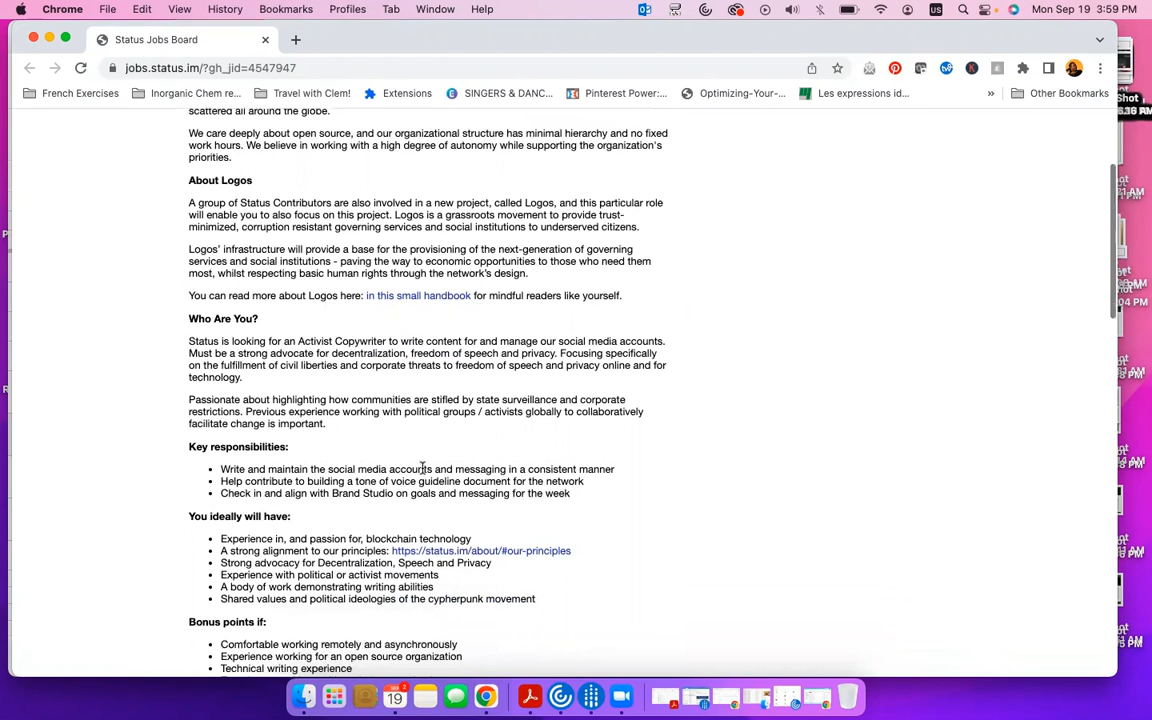 Chrome File Edit View History Bookmarks Profiles Tab Window Help US Mon Sep 19 3:59 PM
Status Jobs Board
jobs.status.im/?gh_jid=4547947
French Exercises Inorganic Chem re... Travel with Clem! Extensions SINGERS & DANC... Pinterest Power:... Optimizing-Your-... Les expressions id... » Other Bookmarks
scattered all around the globe.
We care deeply about open source, and our organizational structure has minimal hierarchy and no fixed
work hours. We believe in working with a high degree of autonomy while supporting the organization's
priorities.
About Logos
A group of Status Contributors are also involved in a new project, called Logos, and this particular role
will enable you to also focus on this project. Logos is a grassroots movement to provide trust-
minimized, corruption resistant governing services and social institutions to underserved citizens.
Logos' infrastructure will provide a base for the provisioning of the next-generation of governing
services and social institutions - paving the way to economic opportunities to those who need them
most, whilst respecting basic human rights through the network's design.
You can read more about Logos here: in this small handbook for mindful readers like yourself.
Who Are You?
Status is looking for an Activist Copywriter to write content for and manage our social media accounts.
Must be a strong advocate for decentralization, freedom of speech and privacy. Focusing specifically
on the fulfillment of civil liberties and corporate threats to freedom of speech and privacy online and for
technology.
Passionate about highlighting how communities are stifled by state surveillance and corporate
restrictions. Previous experience working with political groups / activists globally to collaboratively
facilitate change is important.
Key responsibilities:
• Write and maintain the social media accounts and messaging in a consistent manner
• Help contribute to building a tone of voice guideline document for the network
• Check in and align with Brand Studio on goals and messaging for the week
You ideally will have:
• Experience in, and passion for, blockchain technology
• A strong alignment to our principles: https://status.im/about/#our-principles
• Strong advocacy for Decentralization, Speech and Privacy
• Experience with political or activist movements
• A body of work demonstrating writing abilities
• Shared values and political ideologies of the cypherpunk movement
Bonus points if:
• Comfortable working remotely and asynchronously
• Experience working for an open source organization
• Technical writing experience
19